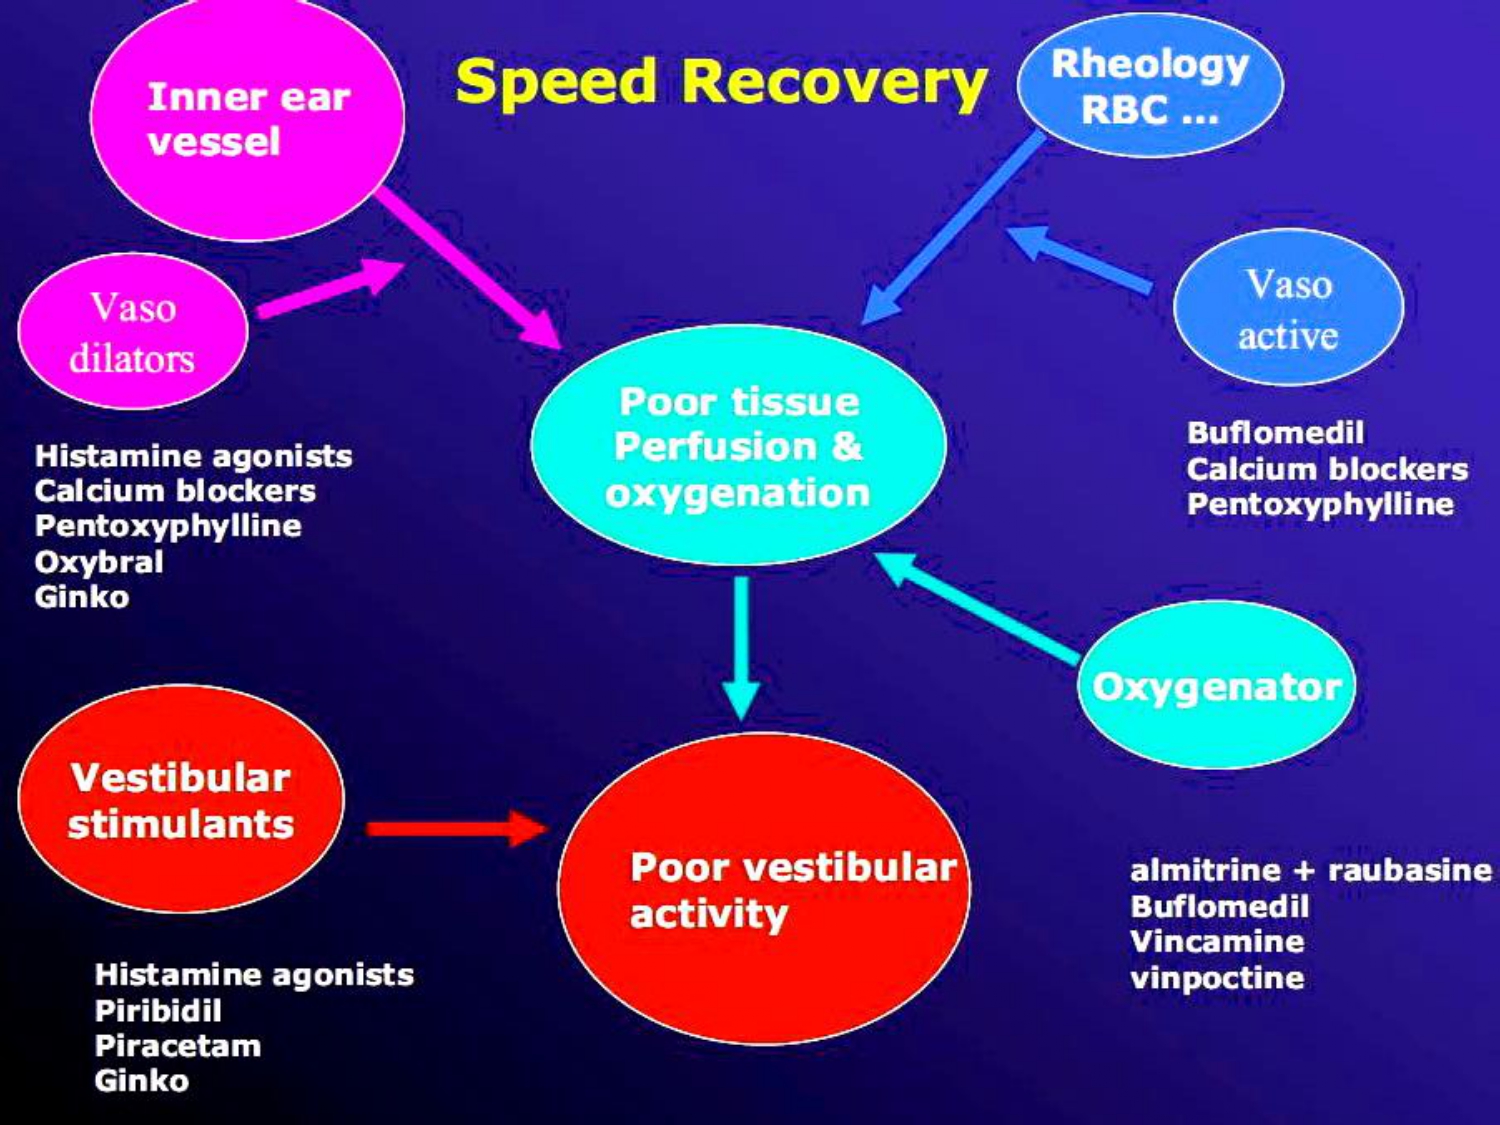 Speed Recovery
Inner ear
vessel
Rheology
RBC ...
Vaso
dilators
Vaso
active
Histamine agonists
Calcium blockers
Pentoxyphylline
Oxybral
Ginko
Poor tissue
Perfusion &
oxygenation
Buflomedil
Calcium blockers
Pentoxyphylline
Oxygenator
Vestibular
stimulants
Poor vestibular
activity
almitrine + raubasine
Buflomedil
Vincamine
vinpoctine
Histamine agonists
Piribidil
Piracetam
Ginko